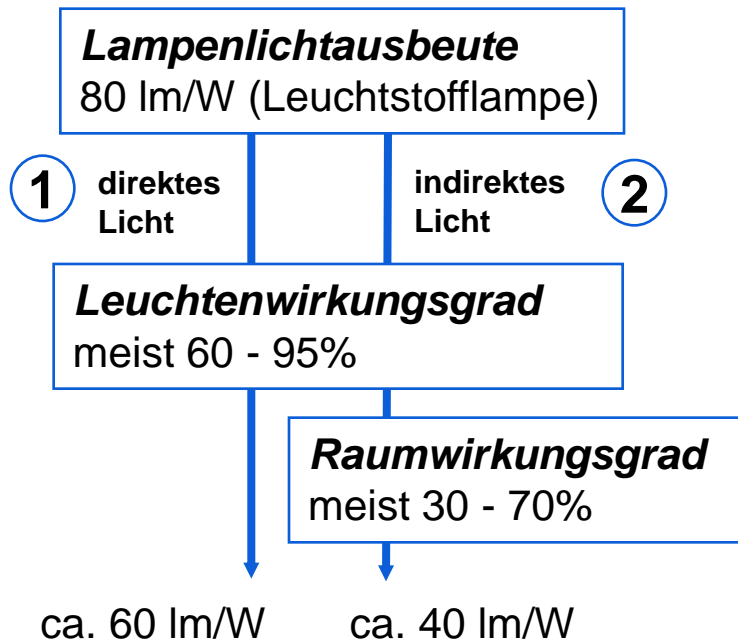 Lampenlichtausbeute
80 lm/W (Leuchtstofflampe)
1
direktes
Licht
indirektes
Licht
2
Leuchtenwirkungsgrad
meist 60 - 95%
Raumwirkungsgrad
meist 30 - 70%
ca. 60 lm/W ca. 40 lm/W